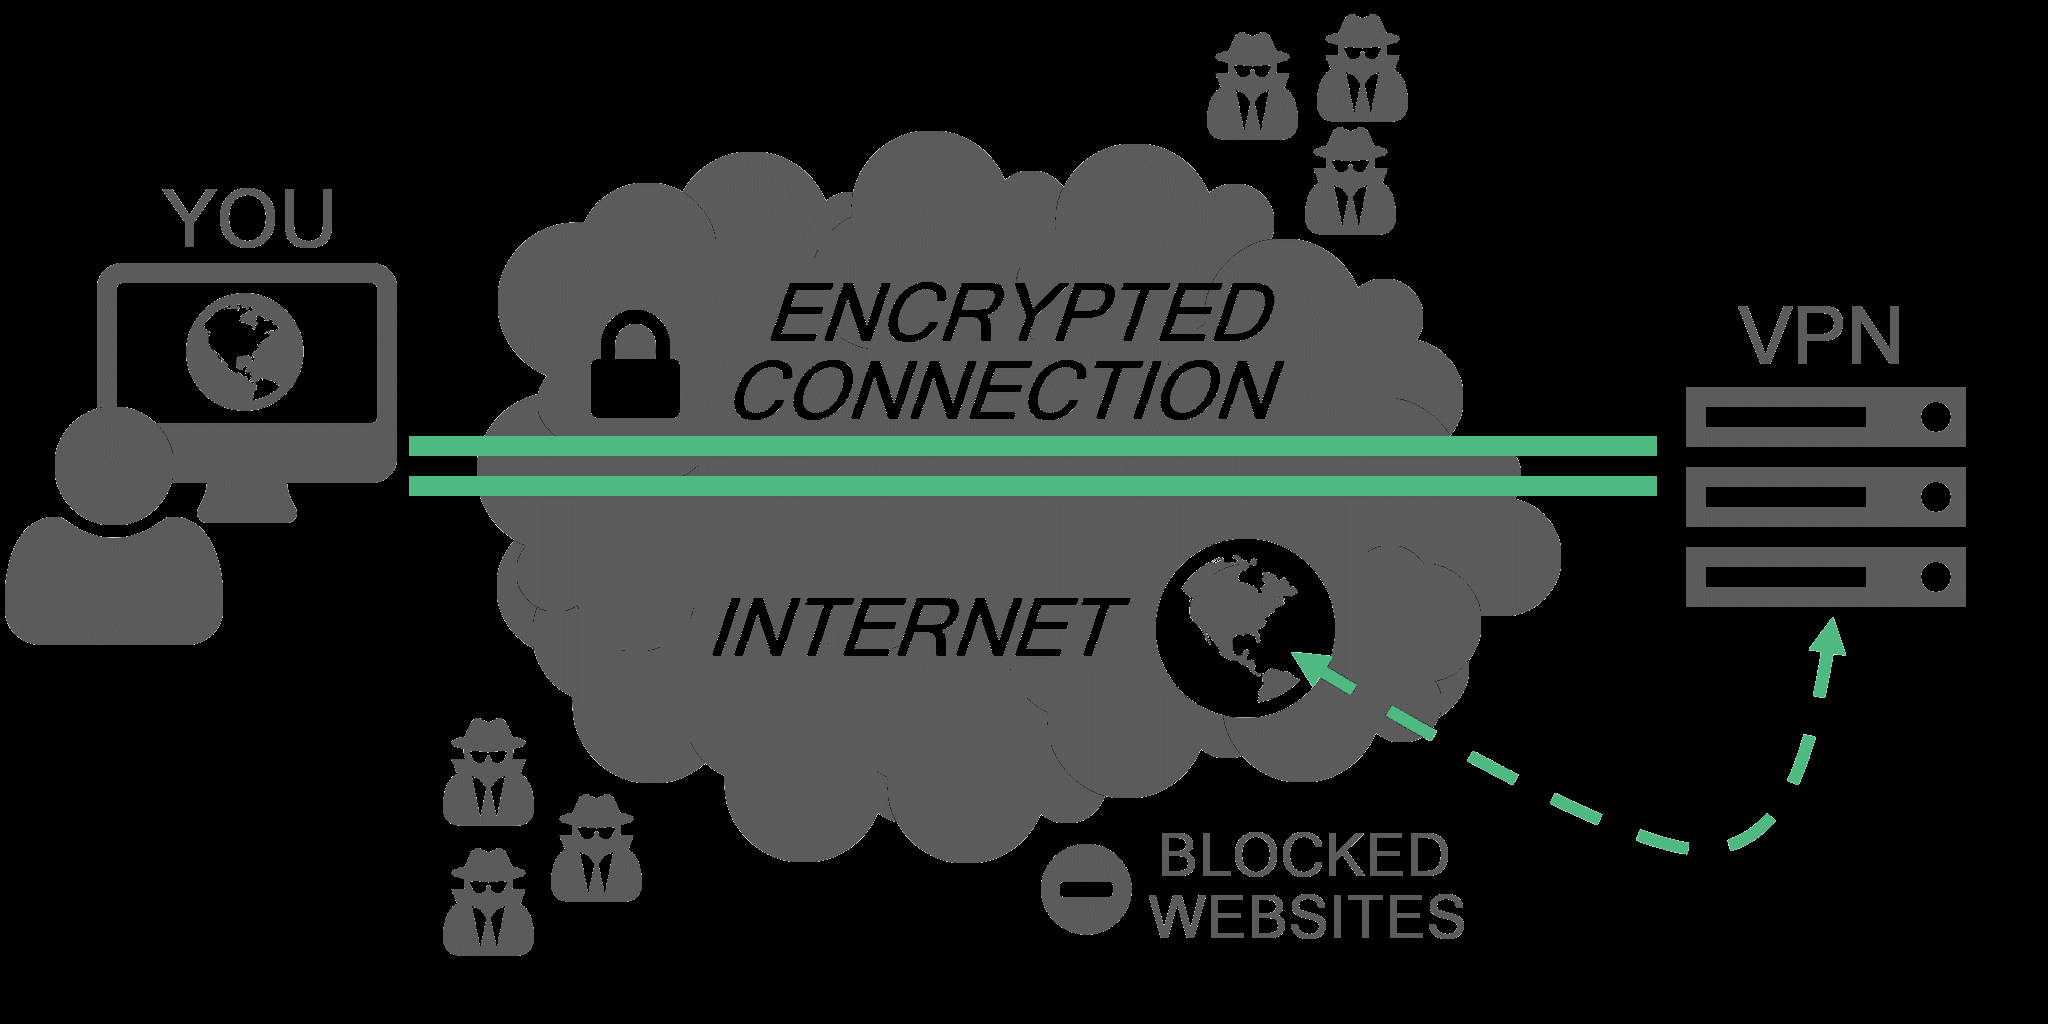 YOU
ENCRYPTED
CONNECTION
VPN
INTERNET
BLOCKED
WEBSITES